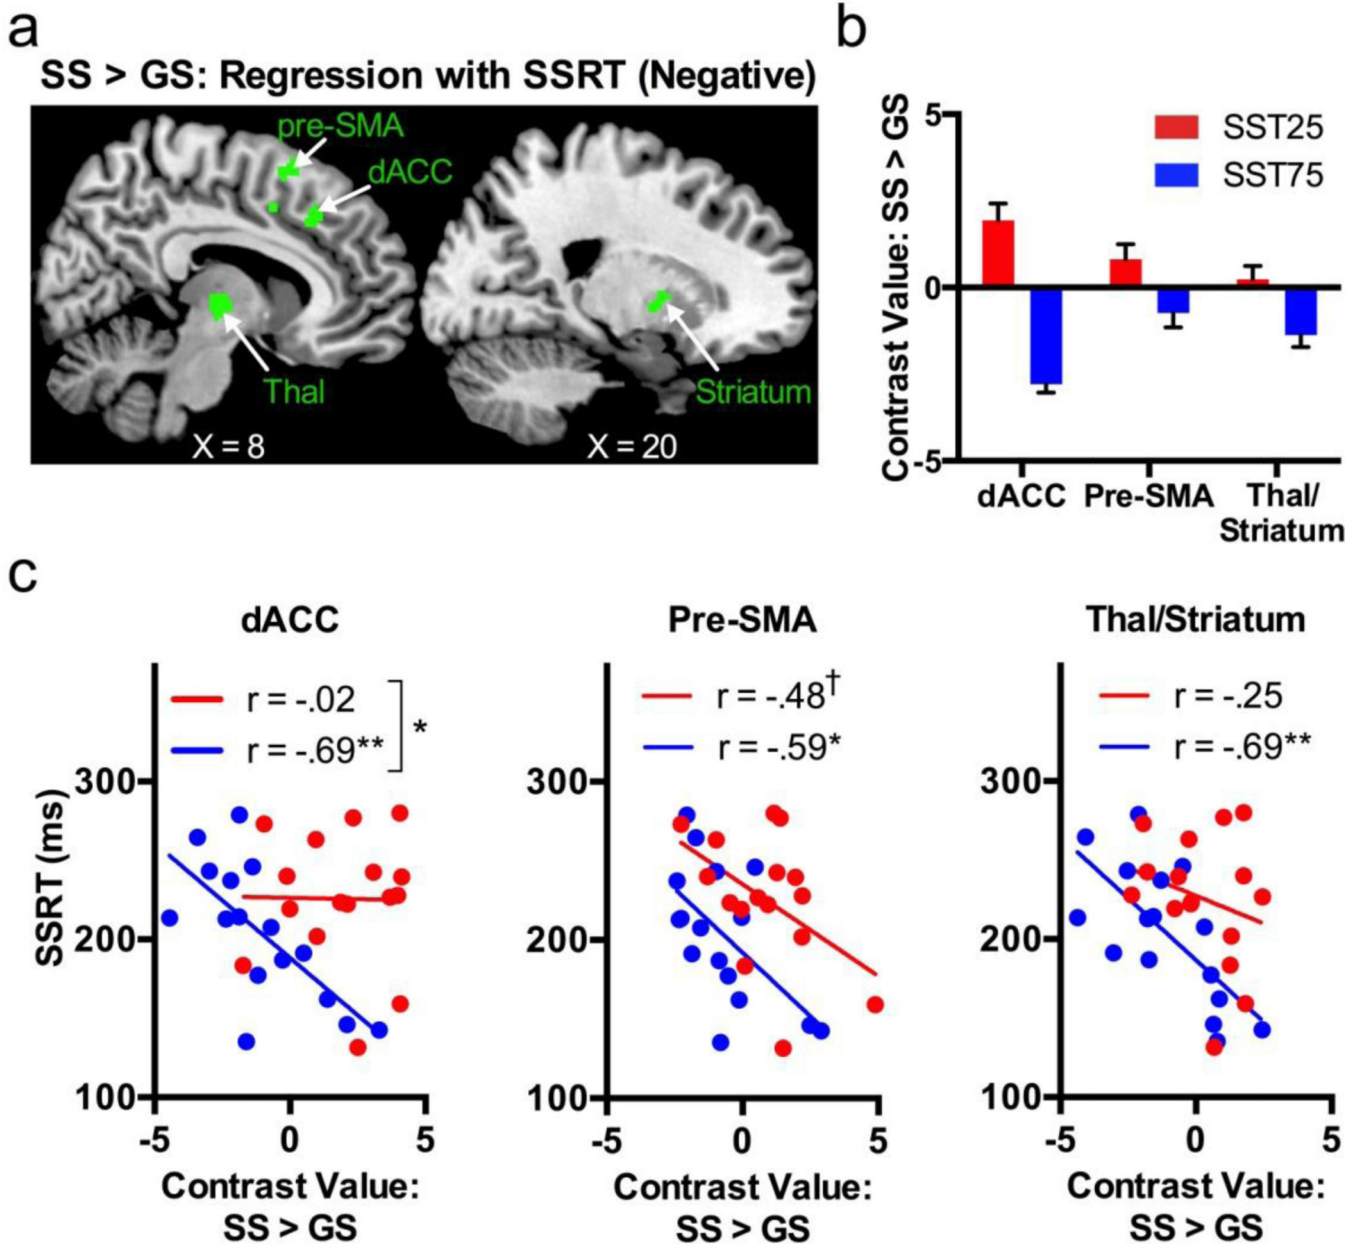 a
SS > GS: Regression with SSRT (Negative)
pre-SMA
dACC
Thal
Striatum
X = 8
X = 20
b
Contrast Value: SS > GS
5
0
-5
SST25
SST75
dACC
Pre-SMA
Thal/
Striatum
c
dACC
r = -.02
r = -.69**
*
SSRT (ms)
300
200
100
-5
0
5
Contrast Value:
SS > GS
Pre-SMA
r = -.48†
r = -.59*
300
200
100
-5
0
5
Contrast Value:
SS > GS
Thal/Striatum
r = -.25
r = -.69**
300
200
100
-5
0
5
Contrast Value:
SS > GS